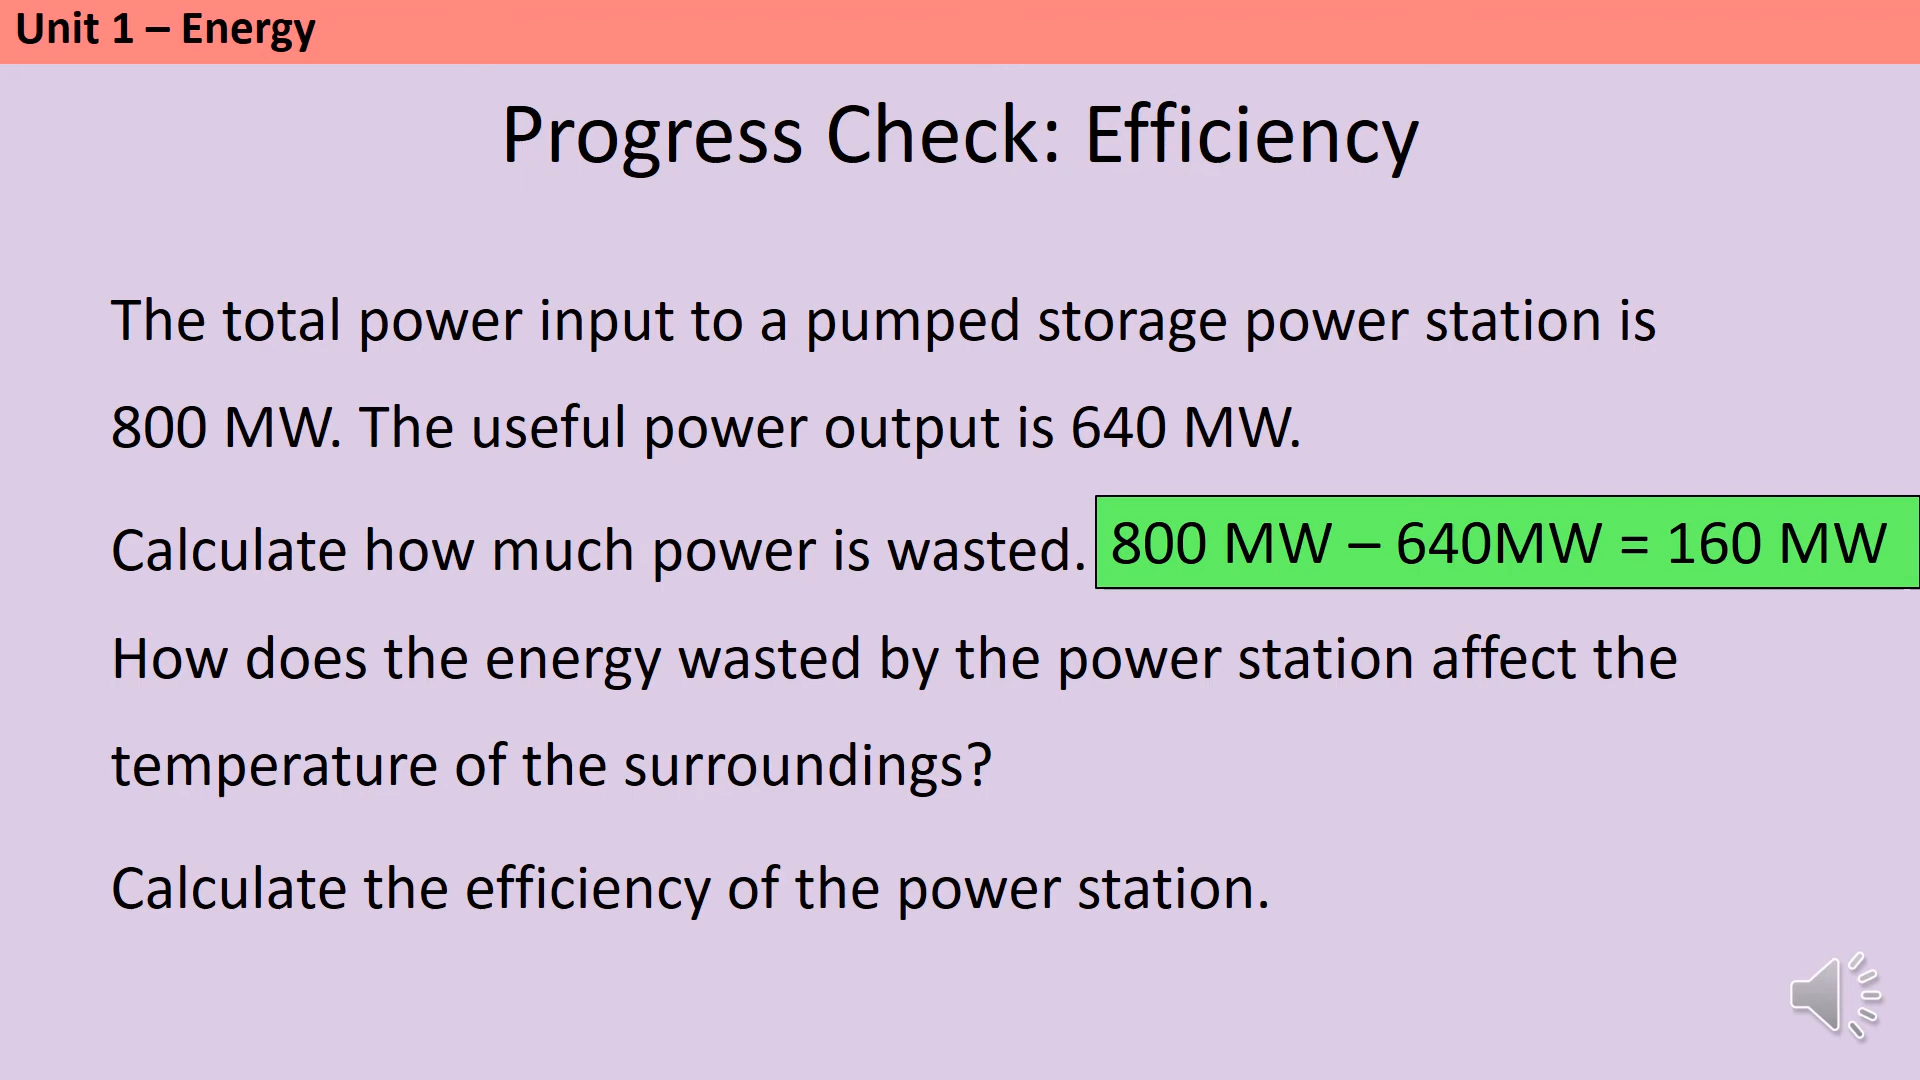 Unit 1 – Energy
Progress Check: Efficiency
The total power input to a pumped storage power station is
800 MW. The useful power output is 640 MW.
Calculate how much power is wasted. 800 MW – 640MW = 160 MW
How does the energy wasted by the power station affect the
temperature of the surroundings?
Calculate the efficiency of the power station.